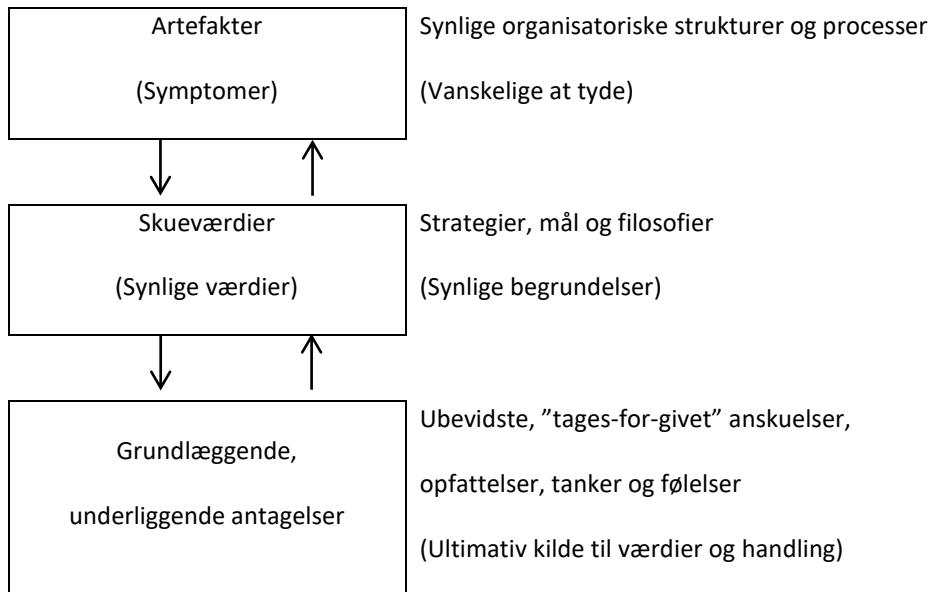 Artefakter
(Symptomer)
Synlige organisatoriske strukturer og processer
(Vanskelige at tyde)
Skueværdier
(Synlige værdier)
Strategier, mål og filosofier
(Synlige begrundelser)
Grundlæggende,
underliggende antagelser
Ubevidste, ”tages-for-givet” anskuelser,
opfattelser, tanker og følelser
(Ultimativ kilde til værdier og handling)